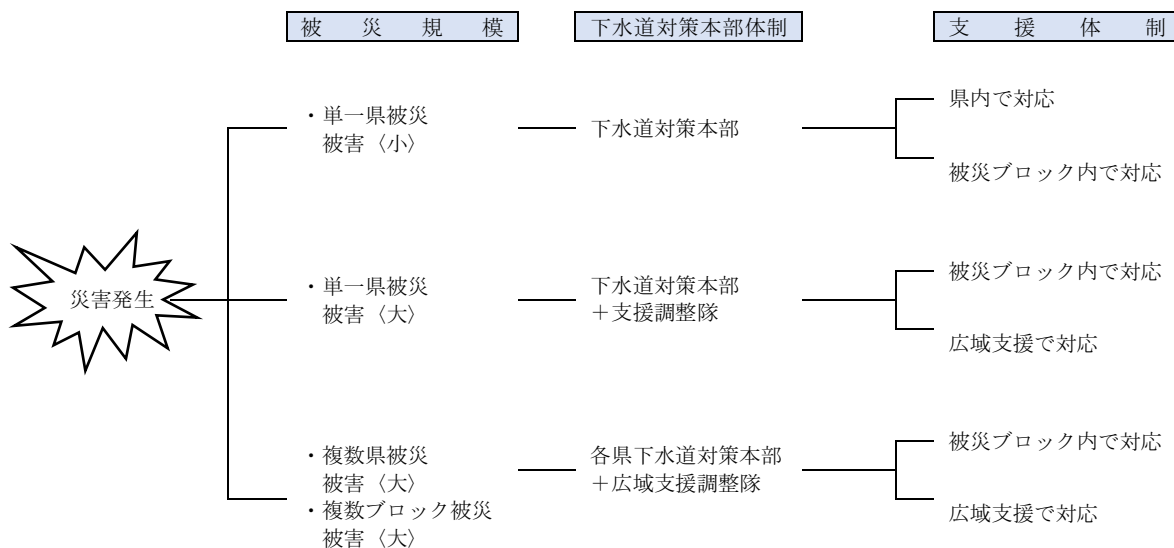 被災規模
下水道対策本部体制
支援体制
災害発生
・単一県被災
被害〈小〉
下水道対策本部
県内で対応
被災ブロック内で対応
・単一県被災
被害〈大〉
下水道対策本部
＋支援調整隊
被災ブロック内で対応
広域支援で対応
・複数県被災
被害〈大〉
・複数ブロック被災
被害〈大〉
各県下水道対策本部
＋広域支援調整隊
被災ブロック内で対応
広域支援で対応